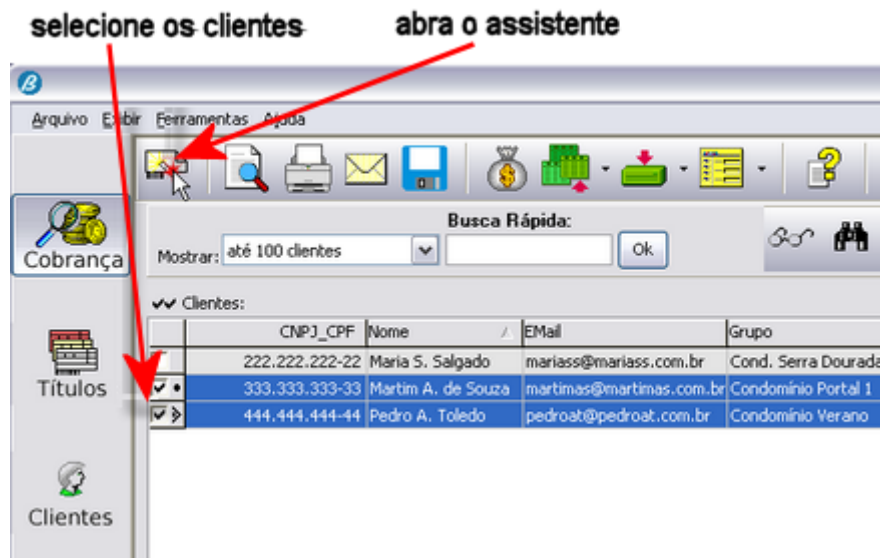 selecione os clientes abra o assistente
Arquivo Exibir Ferramentas Ajuda
Busca Rápida:
Mostrar: até 100 clientes Ok
Cobrança
Clientes:
CNPJ_CPF Nome EMail Grupo
222.222.222-22 Maria S. Salgado mariass@mariass.com.br Cond. Serra Dourada
333.333.333-33 Martim A. de Souza martimas@martimas.com.br Condomínio Portal 1
444.444.444-44 Pedro A. Toledo pedroat@pedroat.com.br Condomínio Verano
Títulos
Clientes